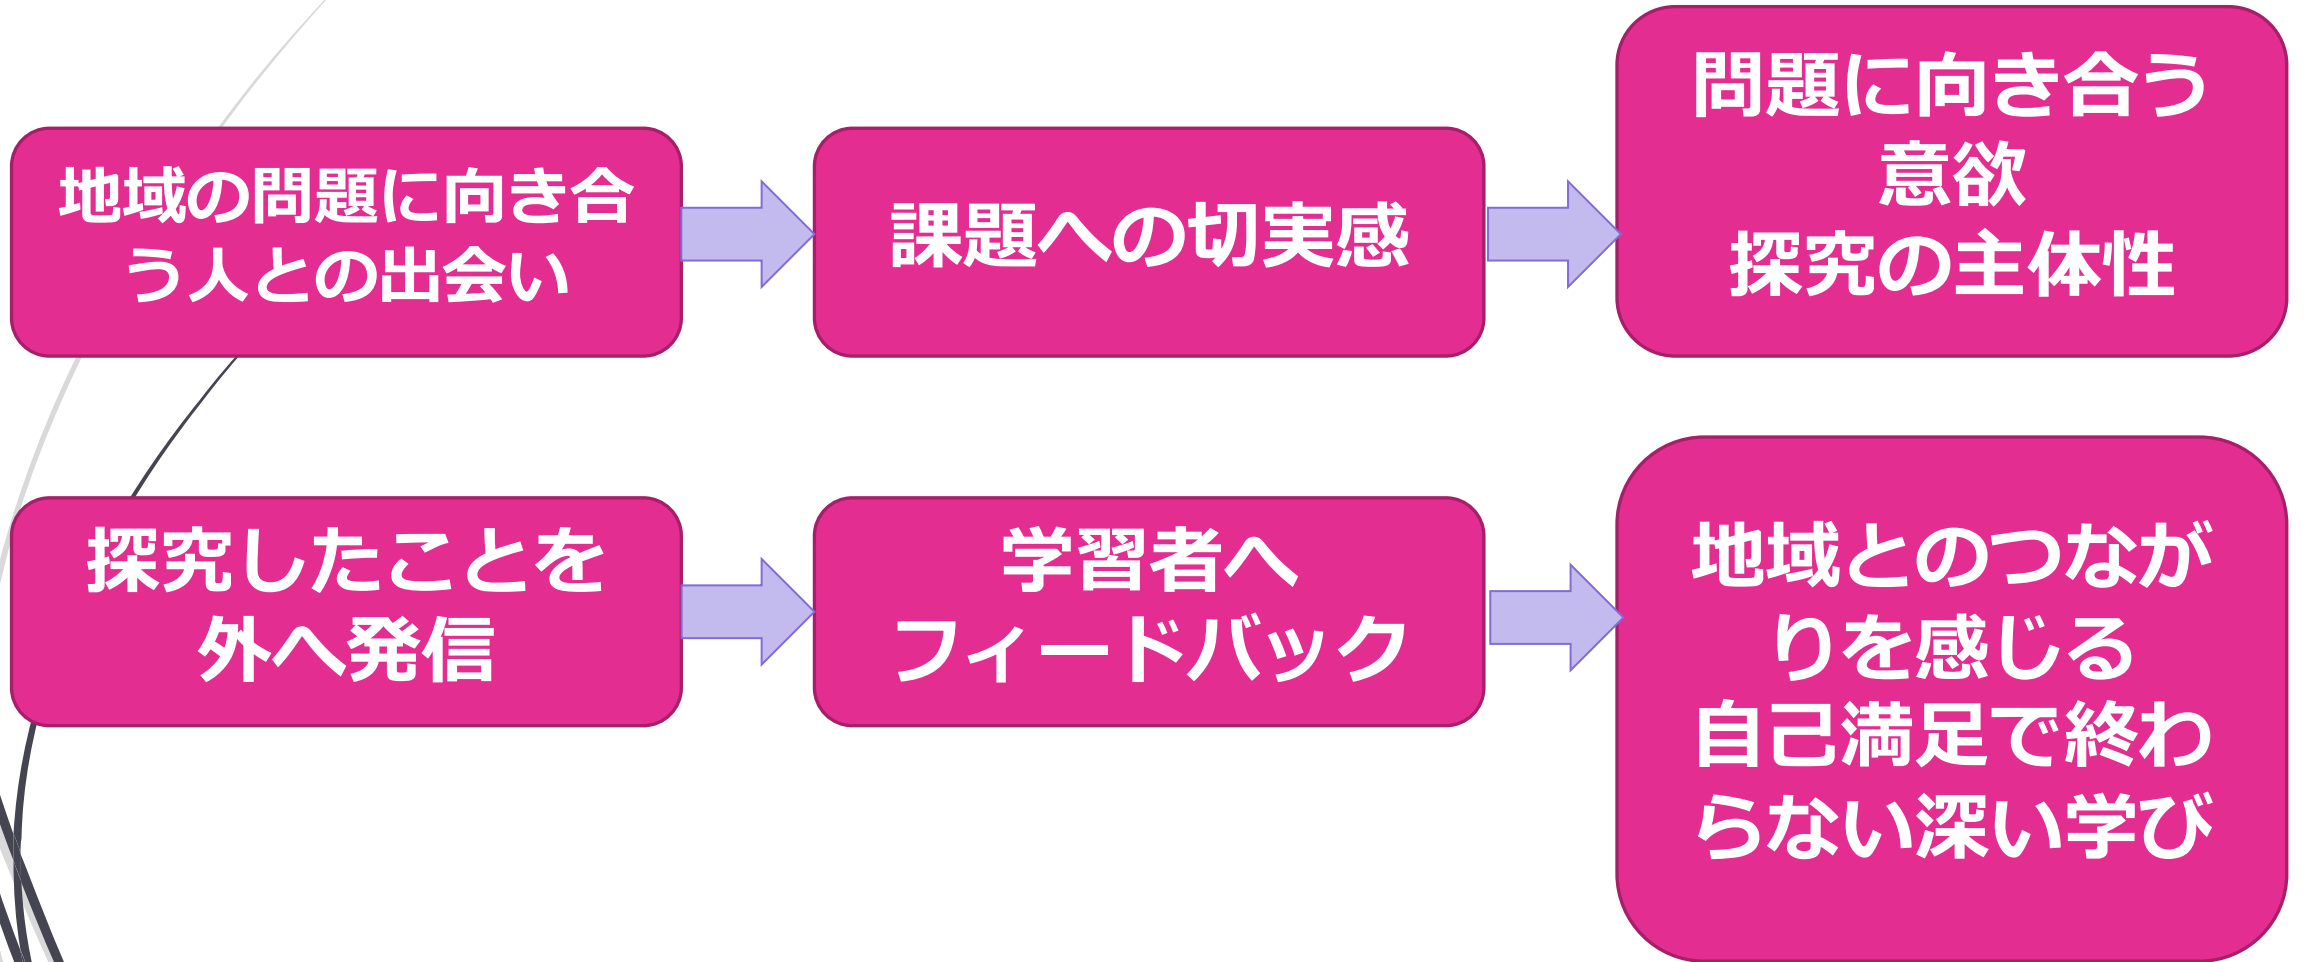 地域の問題に向き合
う人との出会い
課題への切実感
問題に向き合う
意欲
探究の主体性
探究したことを
外へ発信
学習者へ
フィードバック
地域とのつなが
りを感じる
自己満足で終わ
らない深い学び